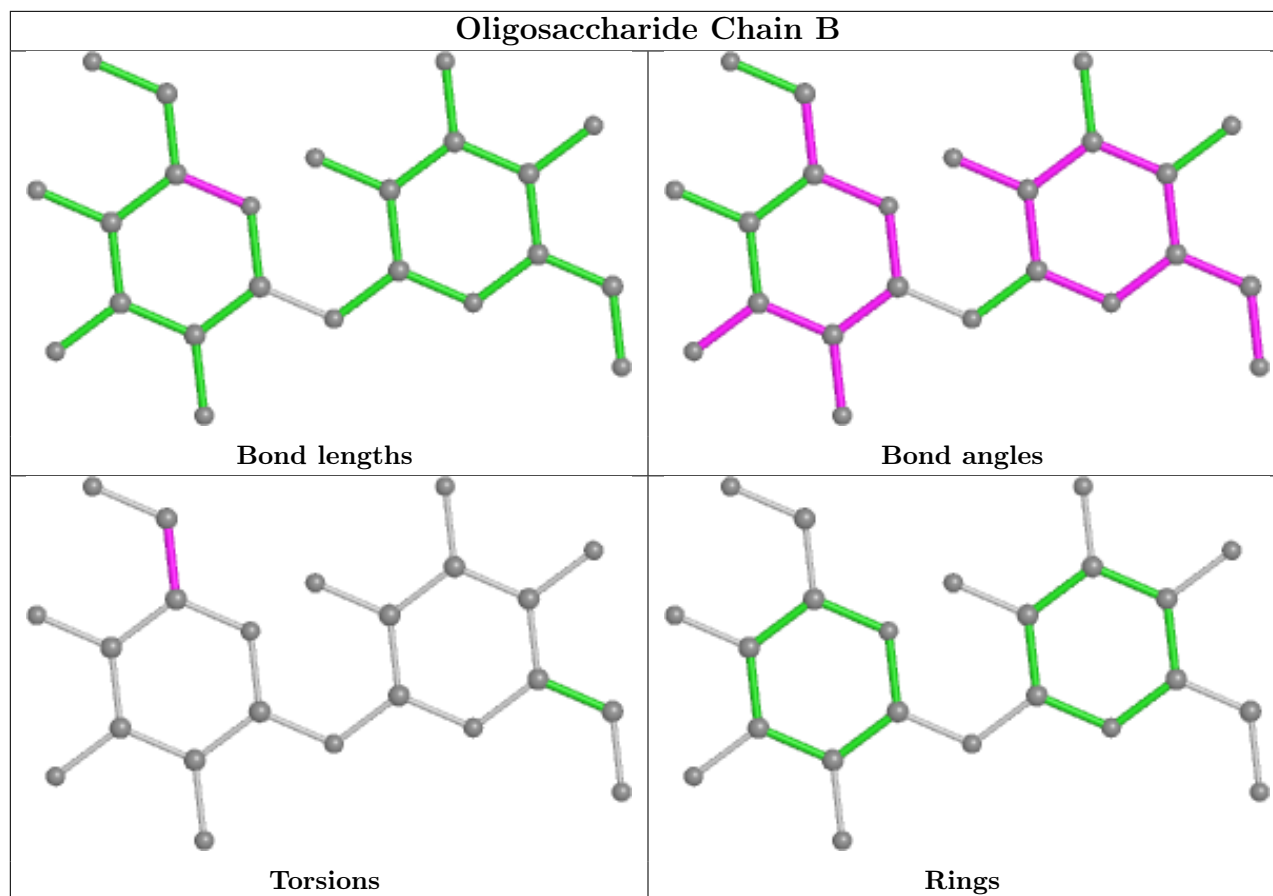 Oligosaccharide Chain B
Bond lengths
Bond angles
Torsions
Rings